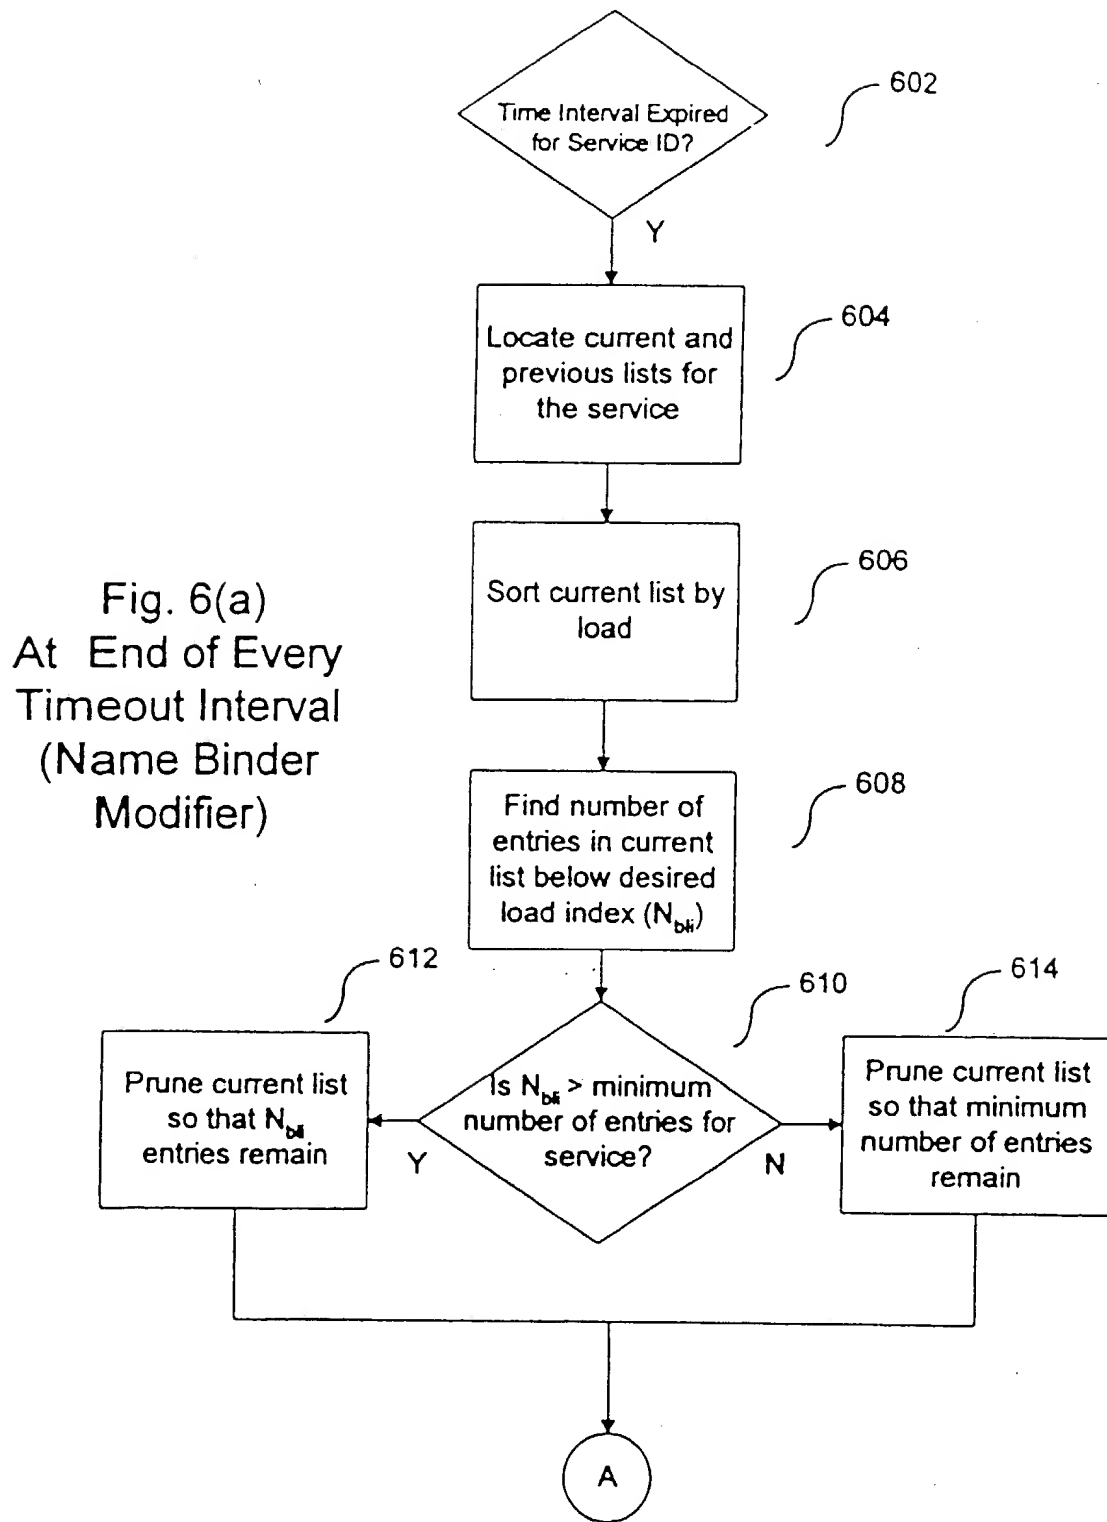 Time Interval Expired
for Service ID?
602
Y
Locate current and
previous lists for
the service
604
Sort current list by
load
606
Fig. 6(a)
At End of Every
Timeout Interval
(Name Binder
Modifier)
Find number of
entries in current
list below desired
load index (Nbli)
608
612
Prune current list
so that Nbli
entries remain
610
Is Nbli > minimum
number of entries for
service?
Y
N
614
Prune current list
so that minimum
number of entries
remain
A